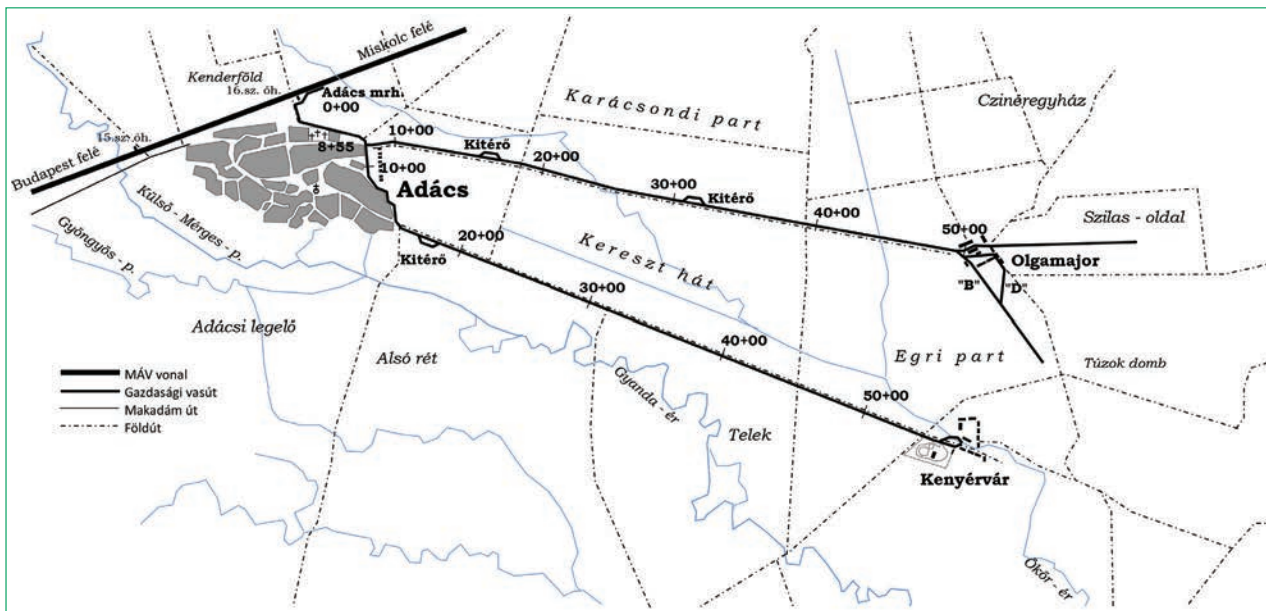 Miskolc felé
Kenderföld
16.sz. óh.
Adács mrh.
0+00
Karácsondi part
Czinéregyház
15.sz. óh.
8+55
10+00
Kitérő
Budapest felé
10+00
20+00
Adács
30+00
Kitérő
Szilas - oldal
Külső - Mérges - p.
40+00
50+00
Gyöngyös - p.
20+00
Kereszt hát
Olgamajor
Kitérő
"B"
"D"
30+00
Adácsi legelő
Alsó rét
40+00
Egri part
Túzok domb
MÁV vonal
Gazdasági vasút
Makadám út
Földút
Gyanda - ér
50+00
Telek
Kenyérvár
Ökör - ér